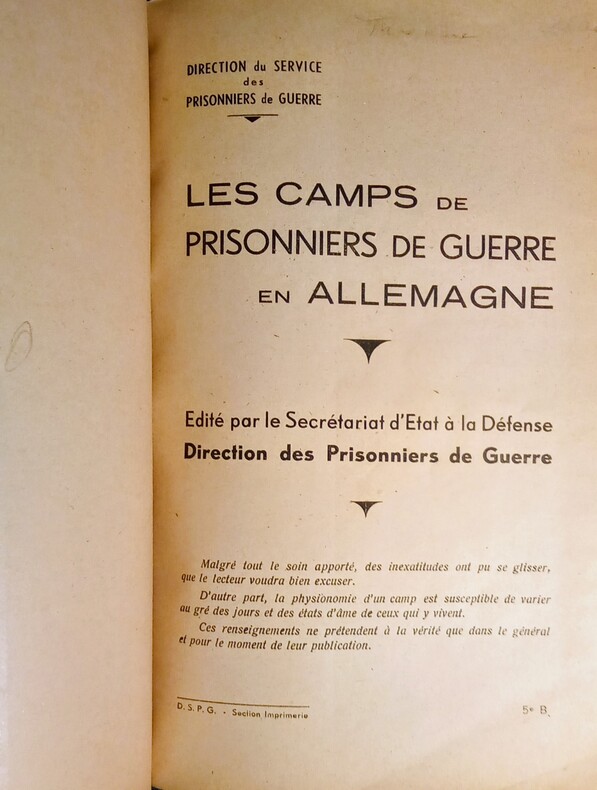 DIRECTION du SERVICE
des
PRISONNIERS de GUERRE
LES CAMPS DE
PRISONNIERS DE GUERRE
EN ALLEMAGNE
Edité par le Secrétariat d'Etat à la Défense
Direction des Prisonniers de Guerre
Malgré tout le soin apporté, des inexatitudes ont pu se glisser,
que le lecteur voudra bien excuser.
D'autre part, la physionomie d'un camp est susceptible de varier
au gré des jours et des états d'âme de ceux qui y vivent.
Ces renseignements ne prétendent à la vérité que dans le général
et pour le moment de leur publication.
D. S. P. G. - Section Imprimerie
5e B.